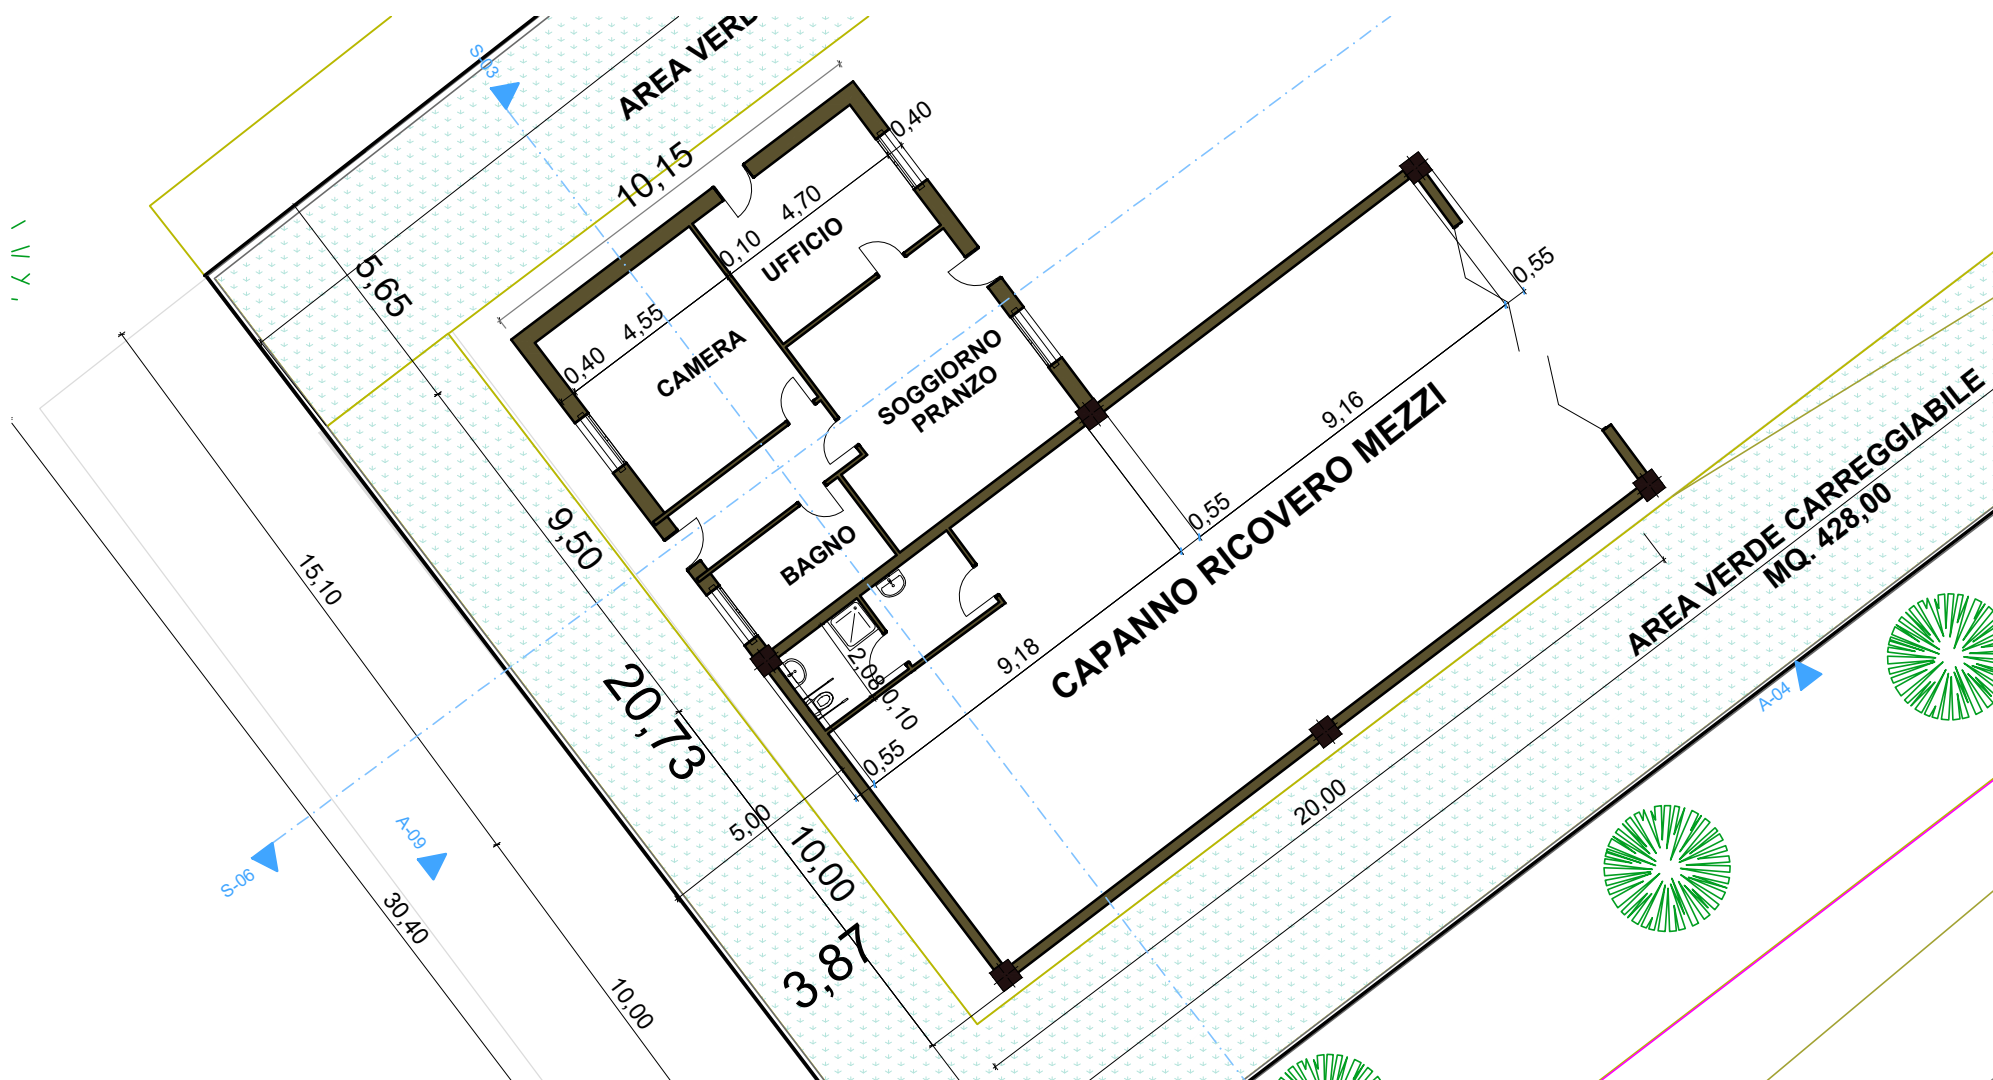 S-03
AREA VERD
10,15
0,40
4,70
UFFICIO
0,10
5,65
4,55
0,40
CAMERA
SOGGIORNO
PRANZO
0,55
9,16
CAPANNO RICOVERO MEZZI
AREA VERDE CARREGGIABILE
MQ. 428,00
9,50
BAGNO
0,55
15,10
20,73
2,08
0,10
9,18
0,55
A-04
5,00
10,00
20,00
A-09
S-06
30,40
3,87
10,00